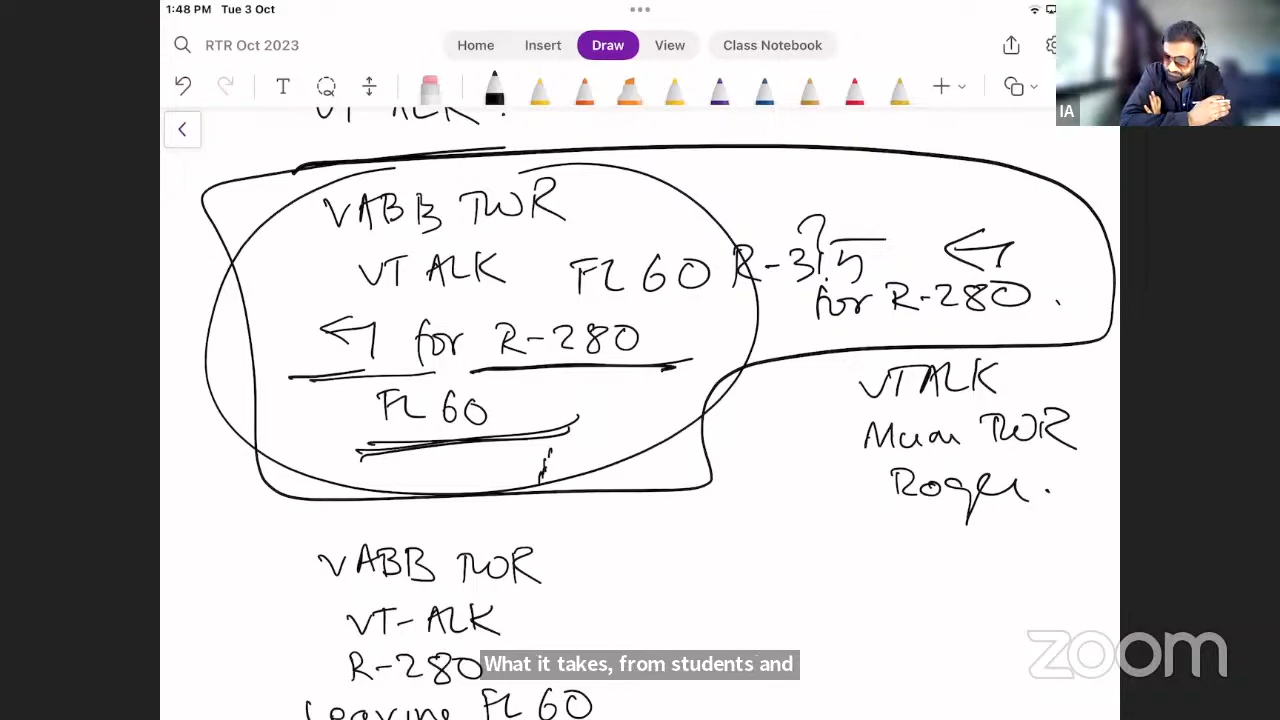 1:48 PM Tue 3 Oct
RTR Oct 2023
Home Insert Draw View Class Notebook
IA
VT ALK.
VABB TWR
VT ALK FL 60 R-315
for R-280.
for R-280
FL 60
VTALK
Mum TWR
Roger.
VABB TWR
VT-ALK
R-280
Leaving FL 60
What it takes, from students and
zoom